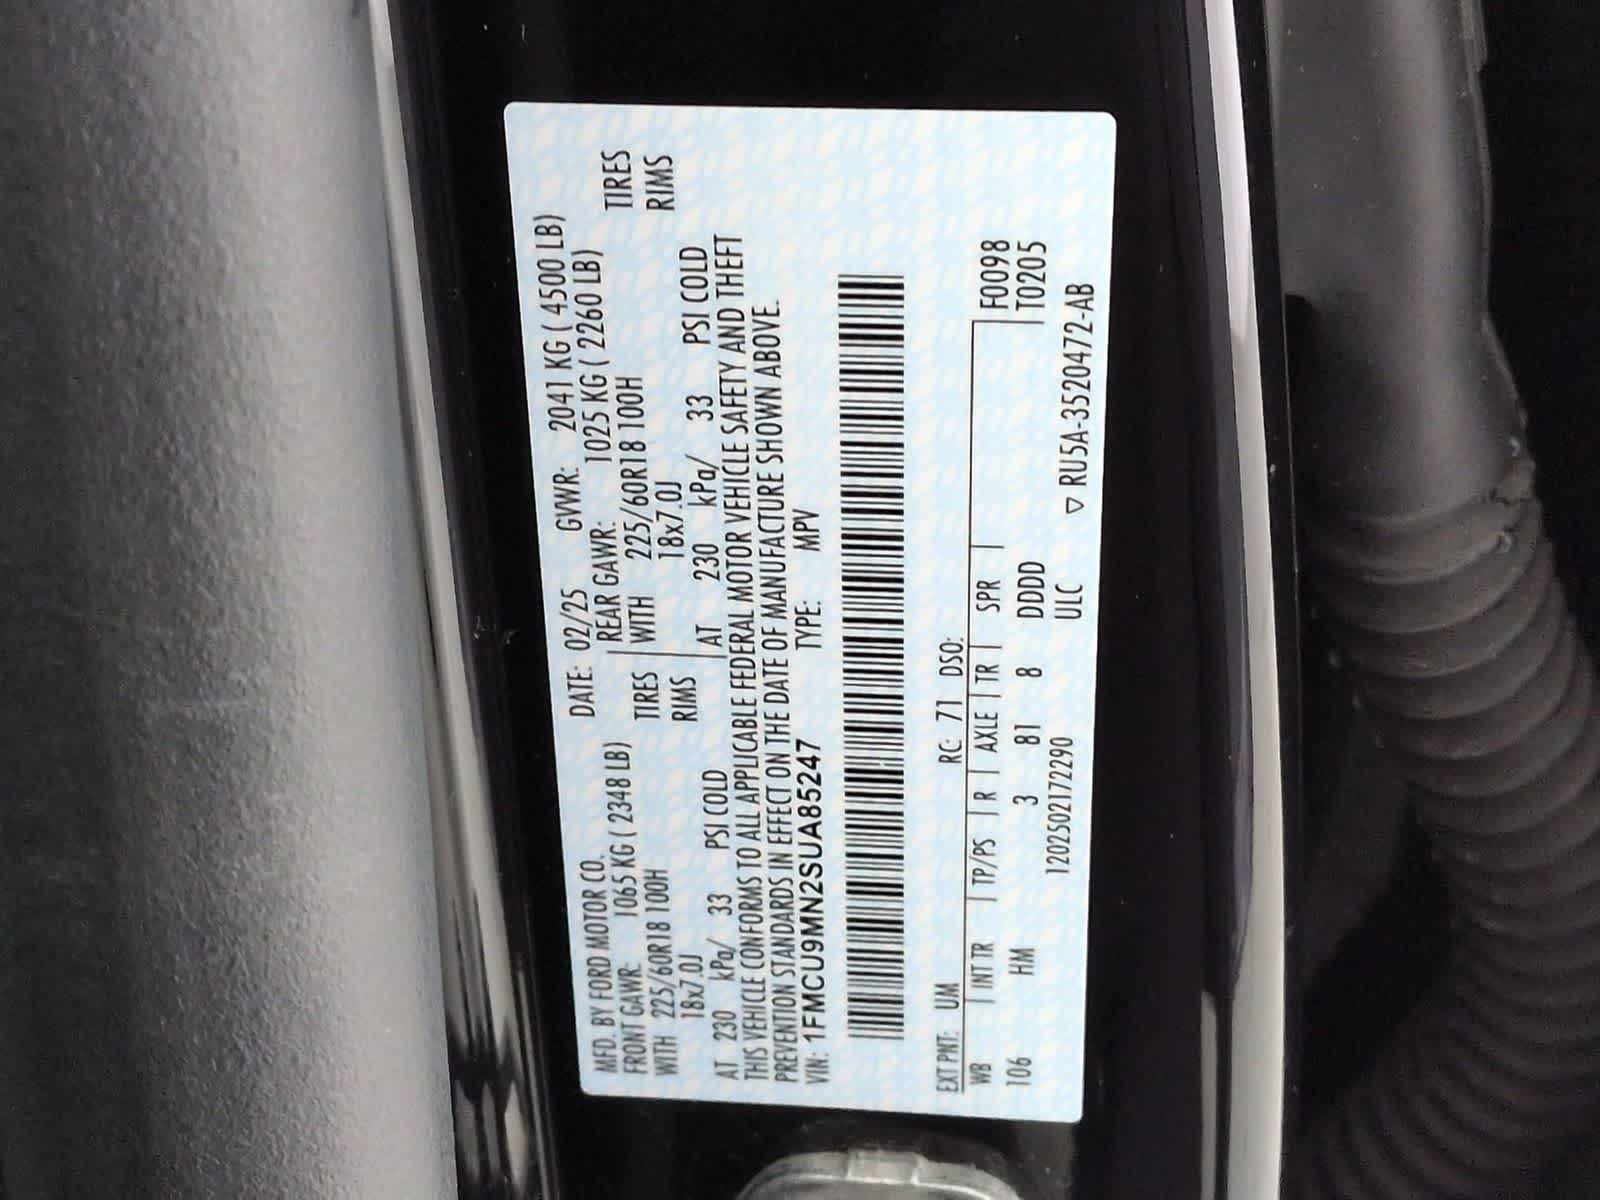 MFD. BY FORD MOTOR CO. DATE: 02/25 GVWR: 2041 KG ( 4500 LB)
FRONT GAWR: 1065 KG ( 2348 LB) REAR GAWR: 1025 KG ( 2260 LB)
WITH 225/60R18 100H TIRES WITH 225/60R18 100H TIRES
18x7.0J RIMS 18x7.0J RIMS
AT 230 kPa/ 33 PSI COLD AT 230 kPa/ 33 PSI COLD
THIS VEHICLE CONFORMS TO ALL APPLICABLE FEDERAL MOTOR VEHICLE SAFETY AND THEFT
PREVENTION STANDARDS IN EFFECT ON THE DATE OF MANUFACTURE SHOWN ABOVE.
VIN: 1FMCU9MN2SUA85247 TYPE: MPV
EXT PNT: UM RC: 71 DSO:
WB INT TR TP/PS R AXLE TR SPR F0098
106 HM 3 81 8 DDDD T0205
1202502172290 ULC ▽ RU5A-3520472-AB